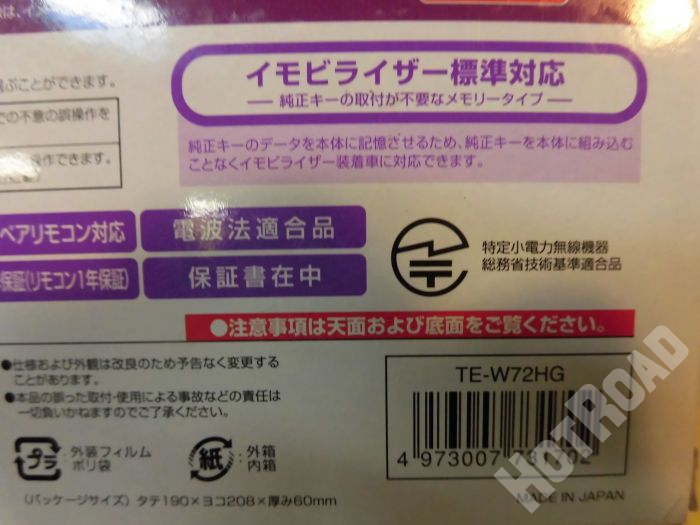 は、イモ
ぶことができます。
での不意の誤操作を
操作できます。
イモビライザー標準対応
純正キーの取付が不要なメモリータイプ
純正キーのデータを本体に記憶させるため、純正キーを本体に組み込む
ことなくイモビライザー装着車に対応できます。
ペアリモコン対応
電波法適合品
保証(リモコン1年保証)
保証書在中
特定小電力無線機器
総務省技術基準適合品
●注意事項は天面および底面をご覧ください。
●仕様および外観は改良のため予告なく変更する
ことがあります。
●本品の誤った取付・使用による事故などの責任は
一切負いかねますのでご了承ください。
プラ
外装フィルム
ポリ袋
紙
外箱
内箱
(パッケージサイズ) タテ190×ヨコ208×厚み60mm
TE-W72HG
4 973007
MADE IN JAPAN
HOTROAD